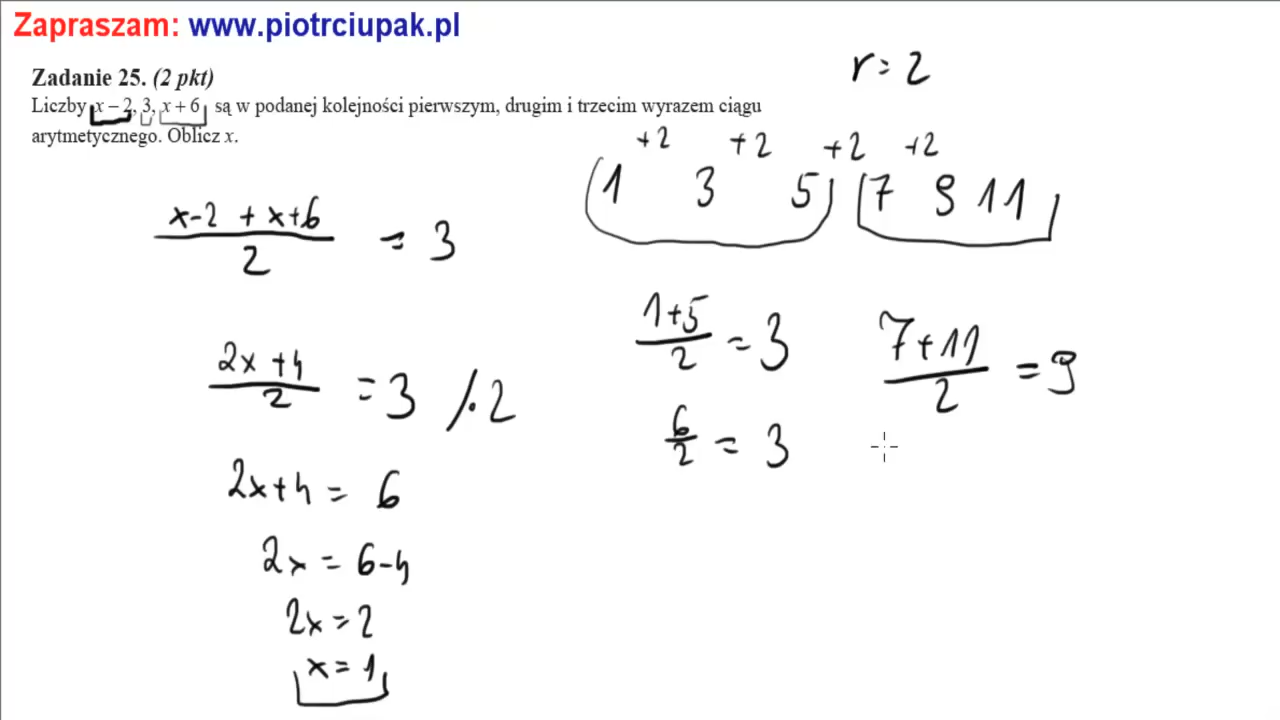 Zapraszam: www.piotrciupak.pl
Zadanie 25. (2 pkt)
Liczby x – 2, 3, x + 6 są w podanej kolejności pierwszym, drugim i trzecim wyrazem ciągu
arytmetycznego. Oblicz x.
x-2 + x+6
2
= 3
2x + 4
2
= 3 / · 2
2x+4 = 6
2x = 6-4
2x = 2
x = 1
r = 2
+2 +2 +2 +2
1 3 5 7 9 11
1+5
2
= 3
6
2
= 3
7+11
2
= 9